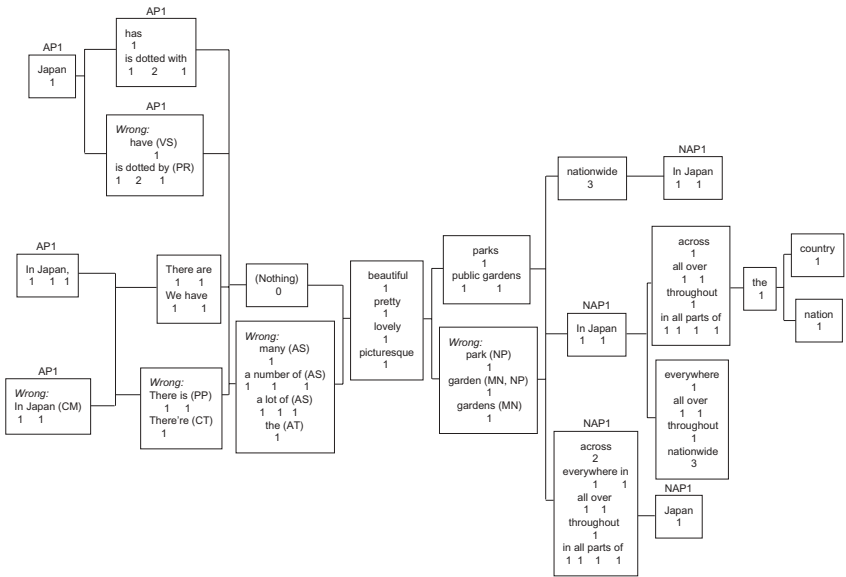 AP1
Japan
1
AP1
has
1
is dotted with
1 2 1
AP1
Wrong:
have (VS)
1
is dotted by (PR)
1 2 1
AP1
In Japan,
1 1 1
AP1
Wrong:
In Japan (CM)
1 1
There are
1 1
We have
1 1
Wrong:
There is (PP)
1 1
There're (CT)
1
(Nothing)
0
Wrong:
many (AS)
1
a number of (AS)
1 1 1
a lot of (AS)
1 1 1
the (AT)
1
beautiful
1
pretty
1
lovely
1
picturesque
1
parks
1
public gardens
1 1
Wrong:
park (NP)
1
garden (MN, NP)
1
gardens (MN)
1
nationwide
3
NAP1
In Japan
1 1
NAP1
In Japan
1 1
across
1
all over
1 1
throughout
1
in all parts of
1 1 1 1
the
1
country
1
nation
1
everywhere
1
all over
1 1
throughout
1
nationwide
3
NAP1
across
2
everywhere in
1 1
all over
1 1
throughout
1
in all parts of
1 1 1 1
NAP1
Japan
1